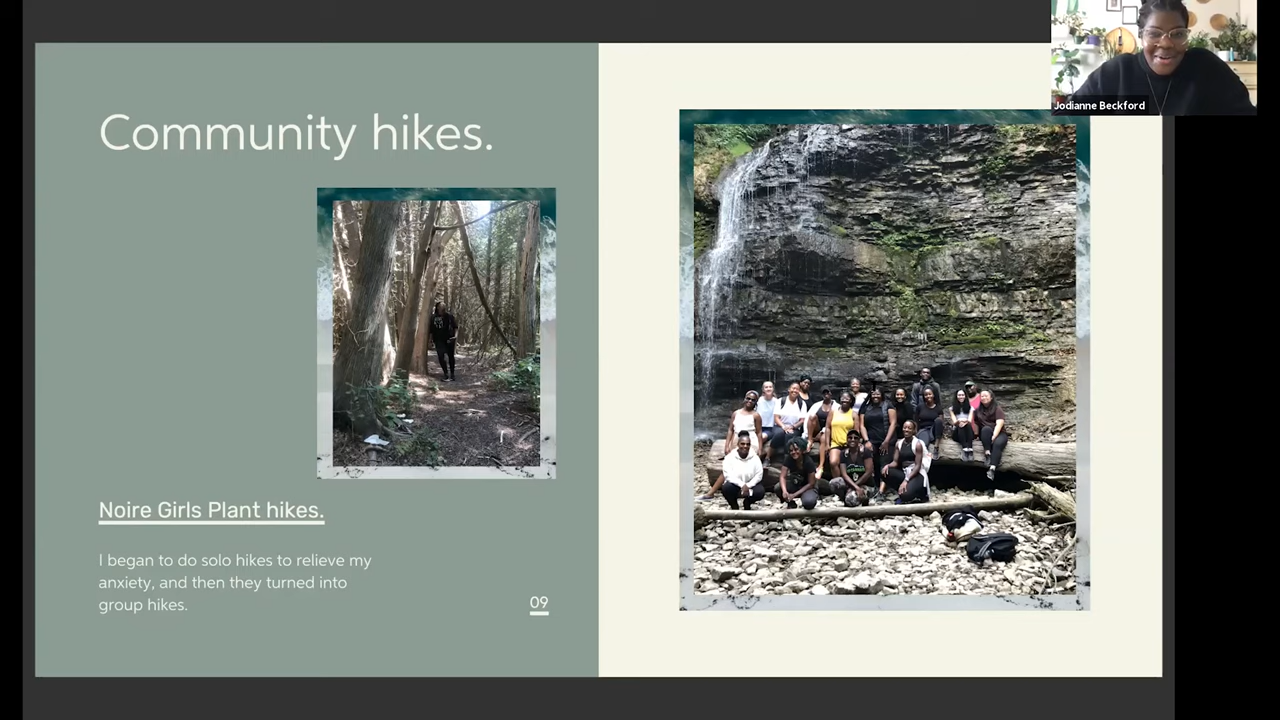 Jodianne Beckford
Community hikes.
Noire Girls Plant hikes.
I began to do solo hikes to relieve my
anxiety, and then they turned into
group hikes.
09